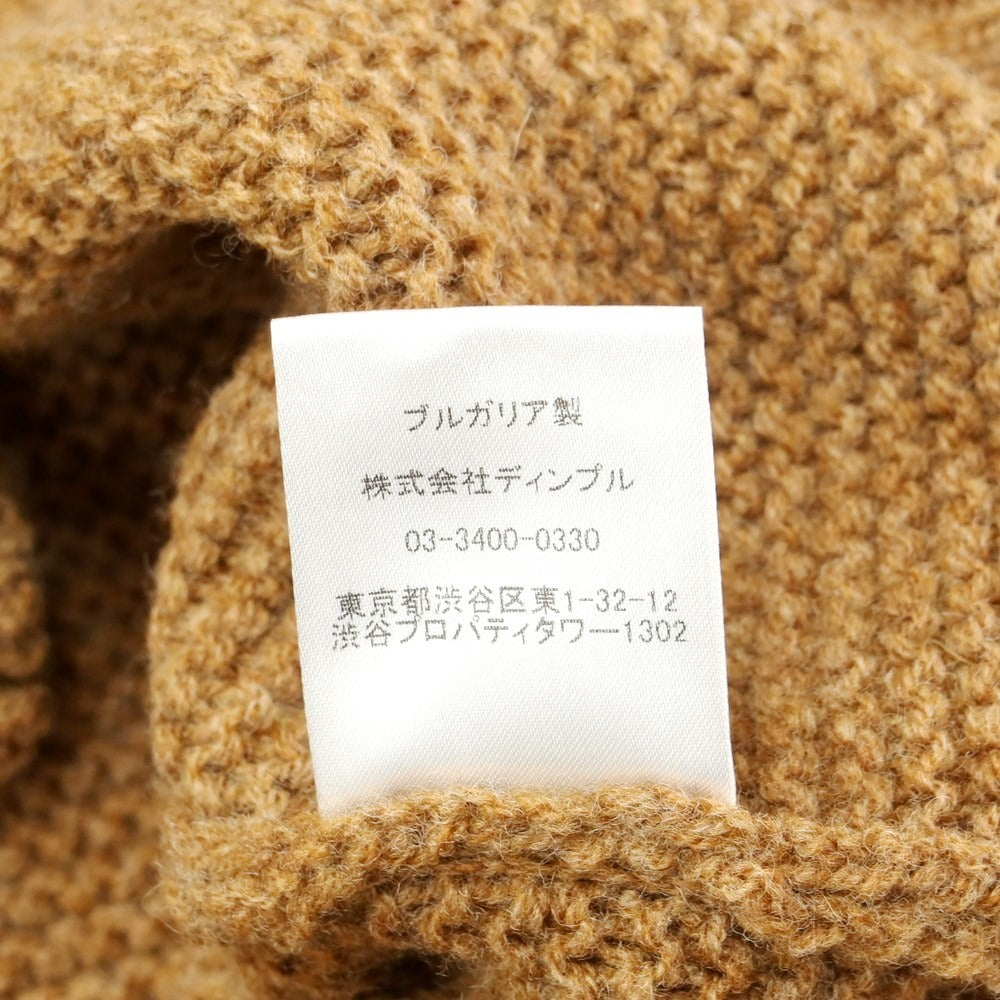 ブルガリア製
株式会社ディンプル
03-3400-0330
東京都渋谷区東1-32-12
渋谷プロパティタワー1302